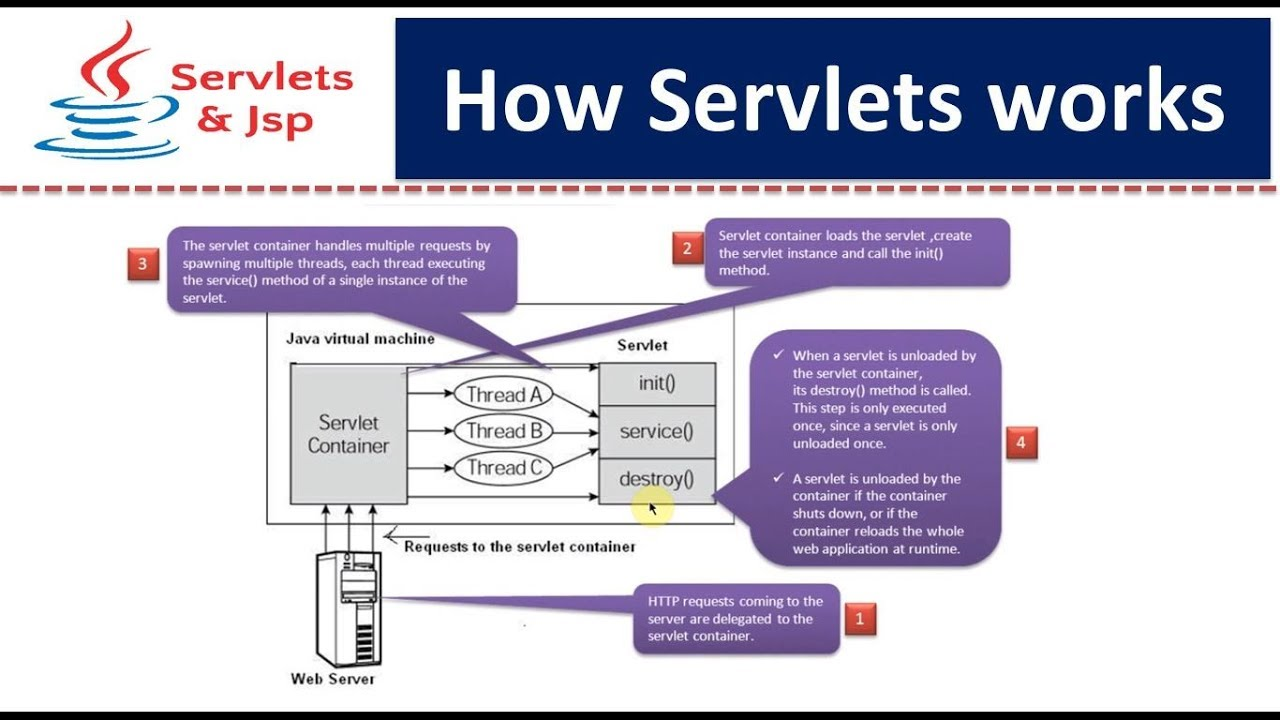 Servlets
& Jsp
How Servlets works
3
The servlet container handles multiple requests by
spawning multiple threads, each thread executing
the service() method of a single instance of the
servlet.
2
Servlet container loads the servlet ,create
the servlet instance and call the init()
method.
Java virtual machine
Servlet
Servlet
Container
Thread A
Thread B
Thread C
init()
service()
destroy()
✓ When a servlet is unloaded by
the servlet container,
its destroy() method is called.
This step is only executed
once, since a servlet is only
unloaded once.
✓ A servlet is unloaded by the
container if the container
shuts down, or if the
container reloads the whole
web application at runtime.
4
Requests to the servlet container
HTTP requests coming to the
server are delegated to the
servlet container.
1
Web Server